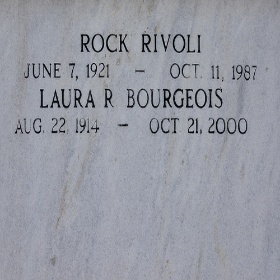 ROCK RIVOLI
JUNE 7, 1921 – OCT. 11, 1987
LAURA R BOURGEOIS
AUG. 22, 1914 – OCT 21, 2000